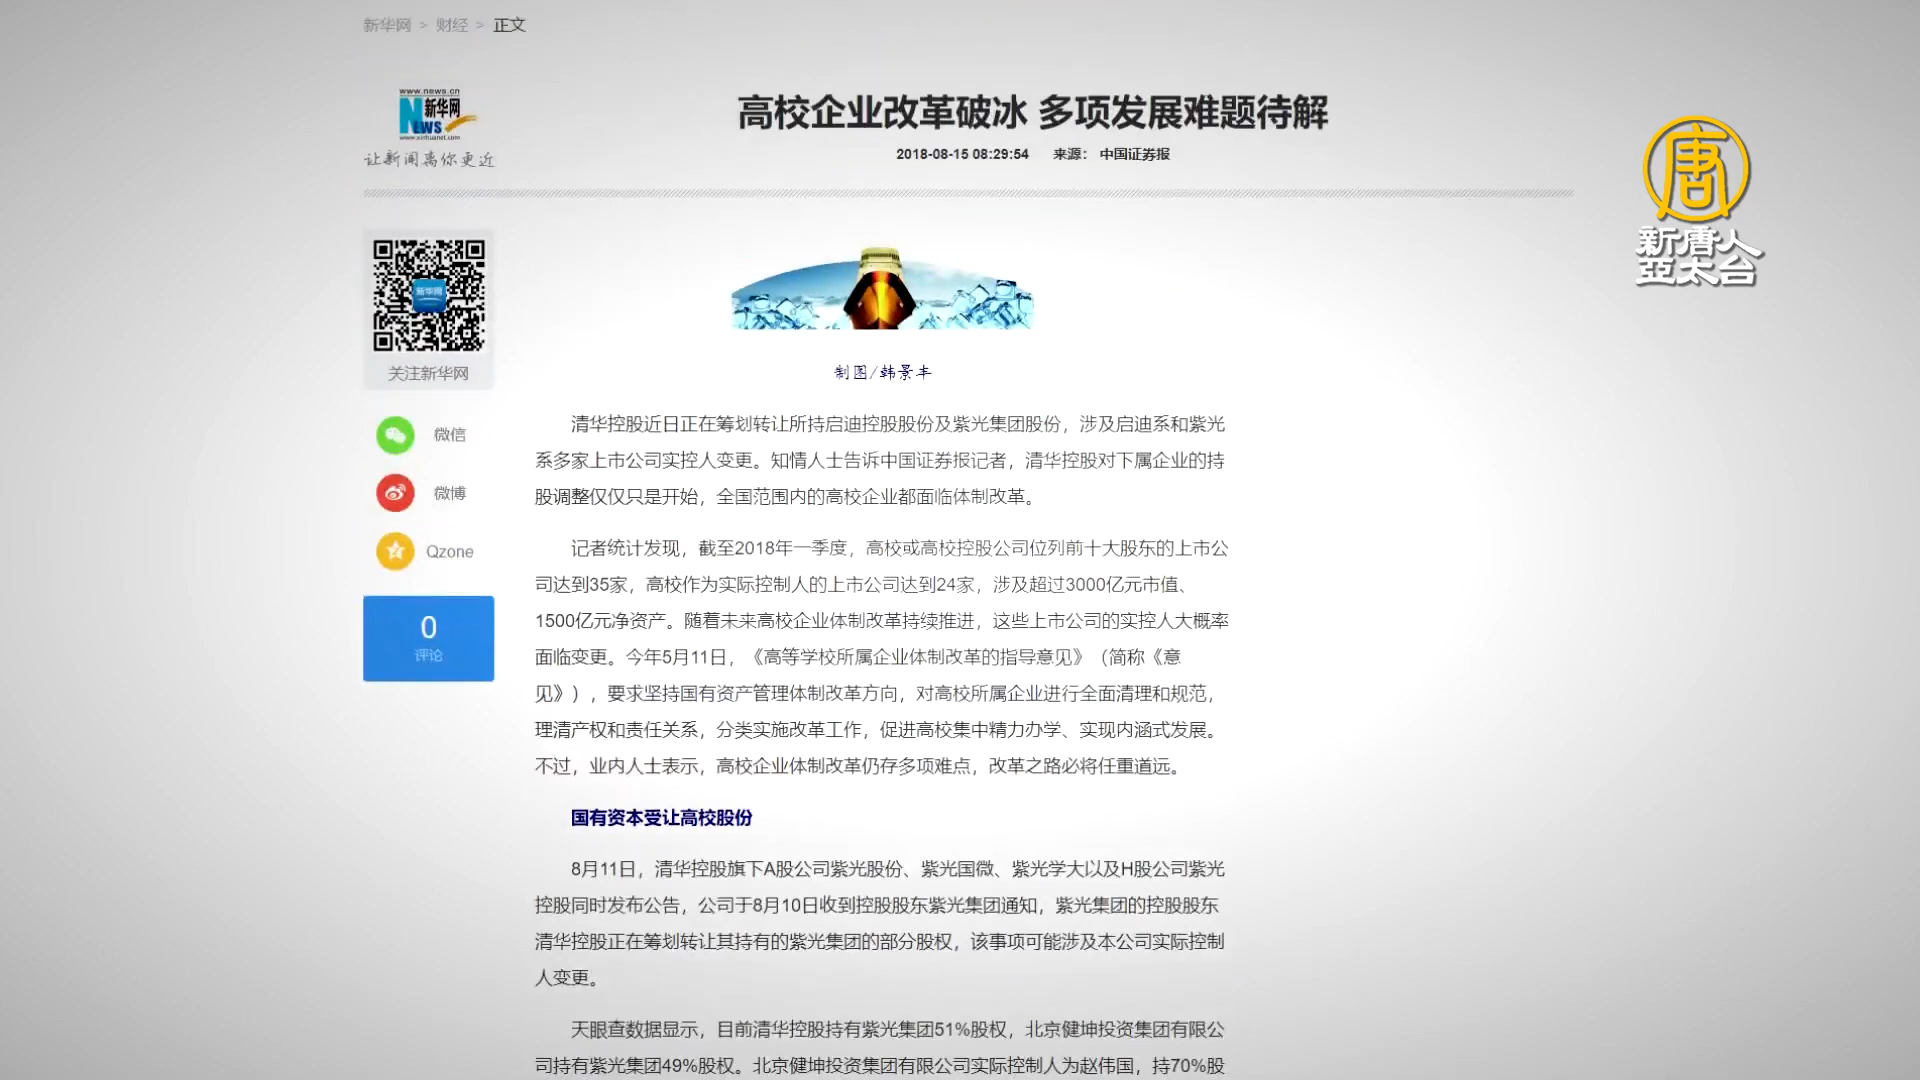 新华网 > 财经 > 正文
www.news.cn
新华网
NEWS
www.xinhuanet.com
让新闻离你更近
高校企业改革破冰 多项发展难题待解
2018-08-15 08:29:54 来源： 中国证券报
唐
新唐人
亞太台
新华网
关注新华网
微信
微博
Qzone
0
评论
制图/韩景丰
清华控股近日正在筹划转让所持启迪控股股份及紫光集团股份，涉及启迪系和紫光
系多家上市公司实控人变更。知情人士告诉中国证券报记者，清华控股对下属企业的持
股调整仅仅只是开始，全国范围内的高校企业都面临体制改革。
记者统计发现，截至2018年一季度，高校或高校控股公司位列前十大股东的上市公
司达到35家，高校作为实际控制人的上市公司达到24家，涉及超过3000亿元市值、
1500亿元净资产。随着未来高校企业体制改革持续推进，这些上市公司的实控人大概率
面临变更。今年5月11日，《高等学校所属企业体制改革的指导意见》（简称《意
见》），要求坚持国有资产管理体制改革方向，对高校所属企业进行全面清理和规范，
理清产权和责任关系，分类实施改革工作，促进高校集中精力办学、实现内涵式发展。
不过，业内人士表示，高校企业体制改革仍存多项难点，改革之路必将任重道远。
国有资本受让高校股份
8月11日，清华控股旗下A股公司紫光股份、紫光国微、紫光学大以及H股公司紫光
控股同时发布公告，公司于8月10日收到控股股东紫光集团通知，紫光集团的控股股东
清华控股正在筹划转让其持有的紫光集团的部分股权，该事项可能涉及本公司实际控制
人变更。
天眼查数据显示，目前清华控股持有紫光集团51%股权，北京健坤投资集团有限公
司持有紫光集团49%股权。北京健坤投资集团有限公司实际控制人为赵伟国，持70%股